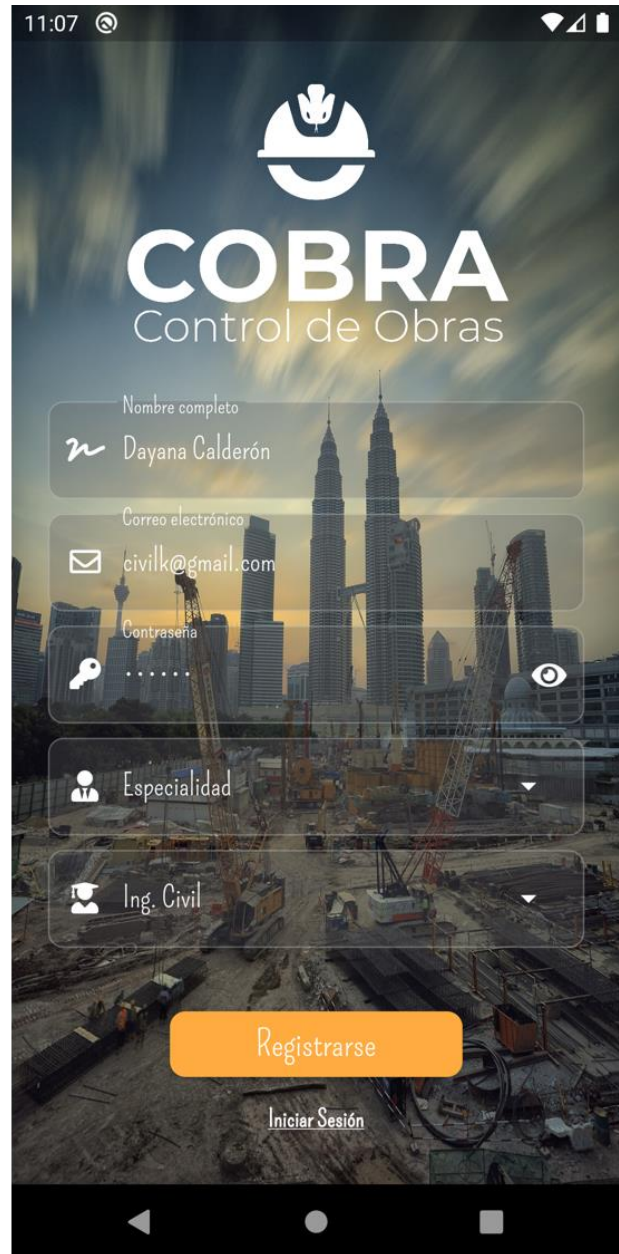 11:07
COBRA
Control de Obras
Nombre completo
Dayana Calderón
Correo electrónico
civilk@gmail.com
Contraseña
······
Especialidad
Ing. Civil
Registrarse
Iniciar Sesión